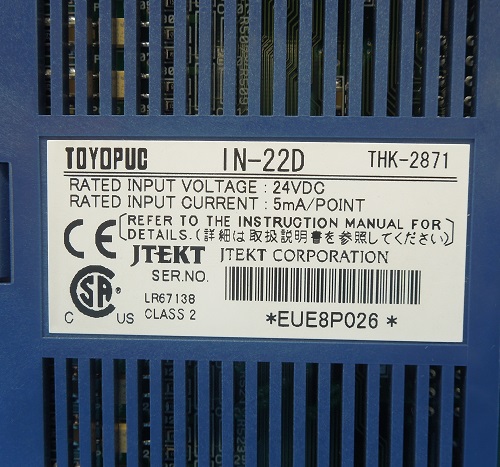 TOYOPUC IN-22D THK-2871
RATED INPUT VOLTAGE : 24VDC
RATED INPUT CURRENT : 5mA/POINT
CE [REFER TO THE INSTRUCTION MANUAL FOR
DETAILS. (詳細は取扱説明書を参照してください)]
JTEKT JTEKT CORPORATION
SER.NO.
CSA LR67138
C US CLASS 2 *EUE8P026 *